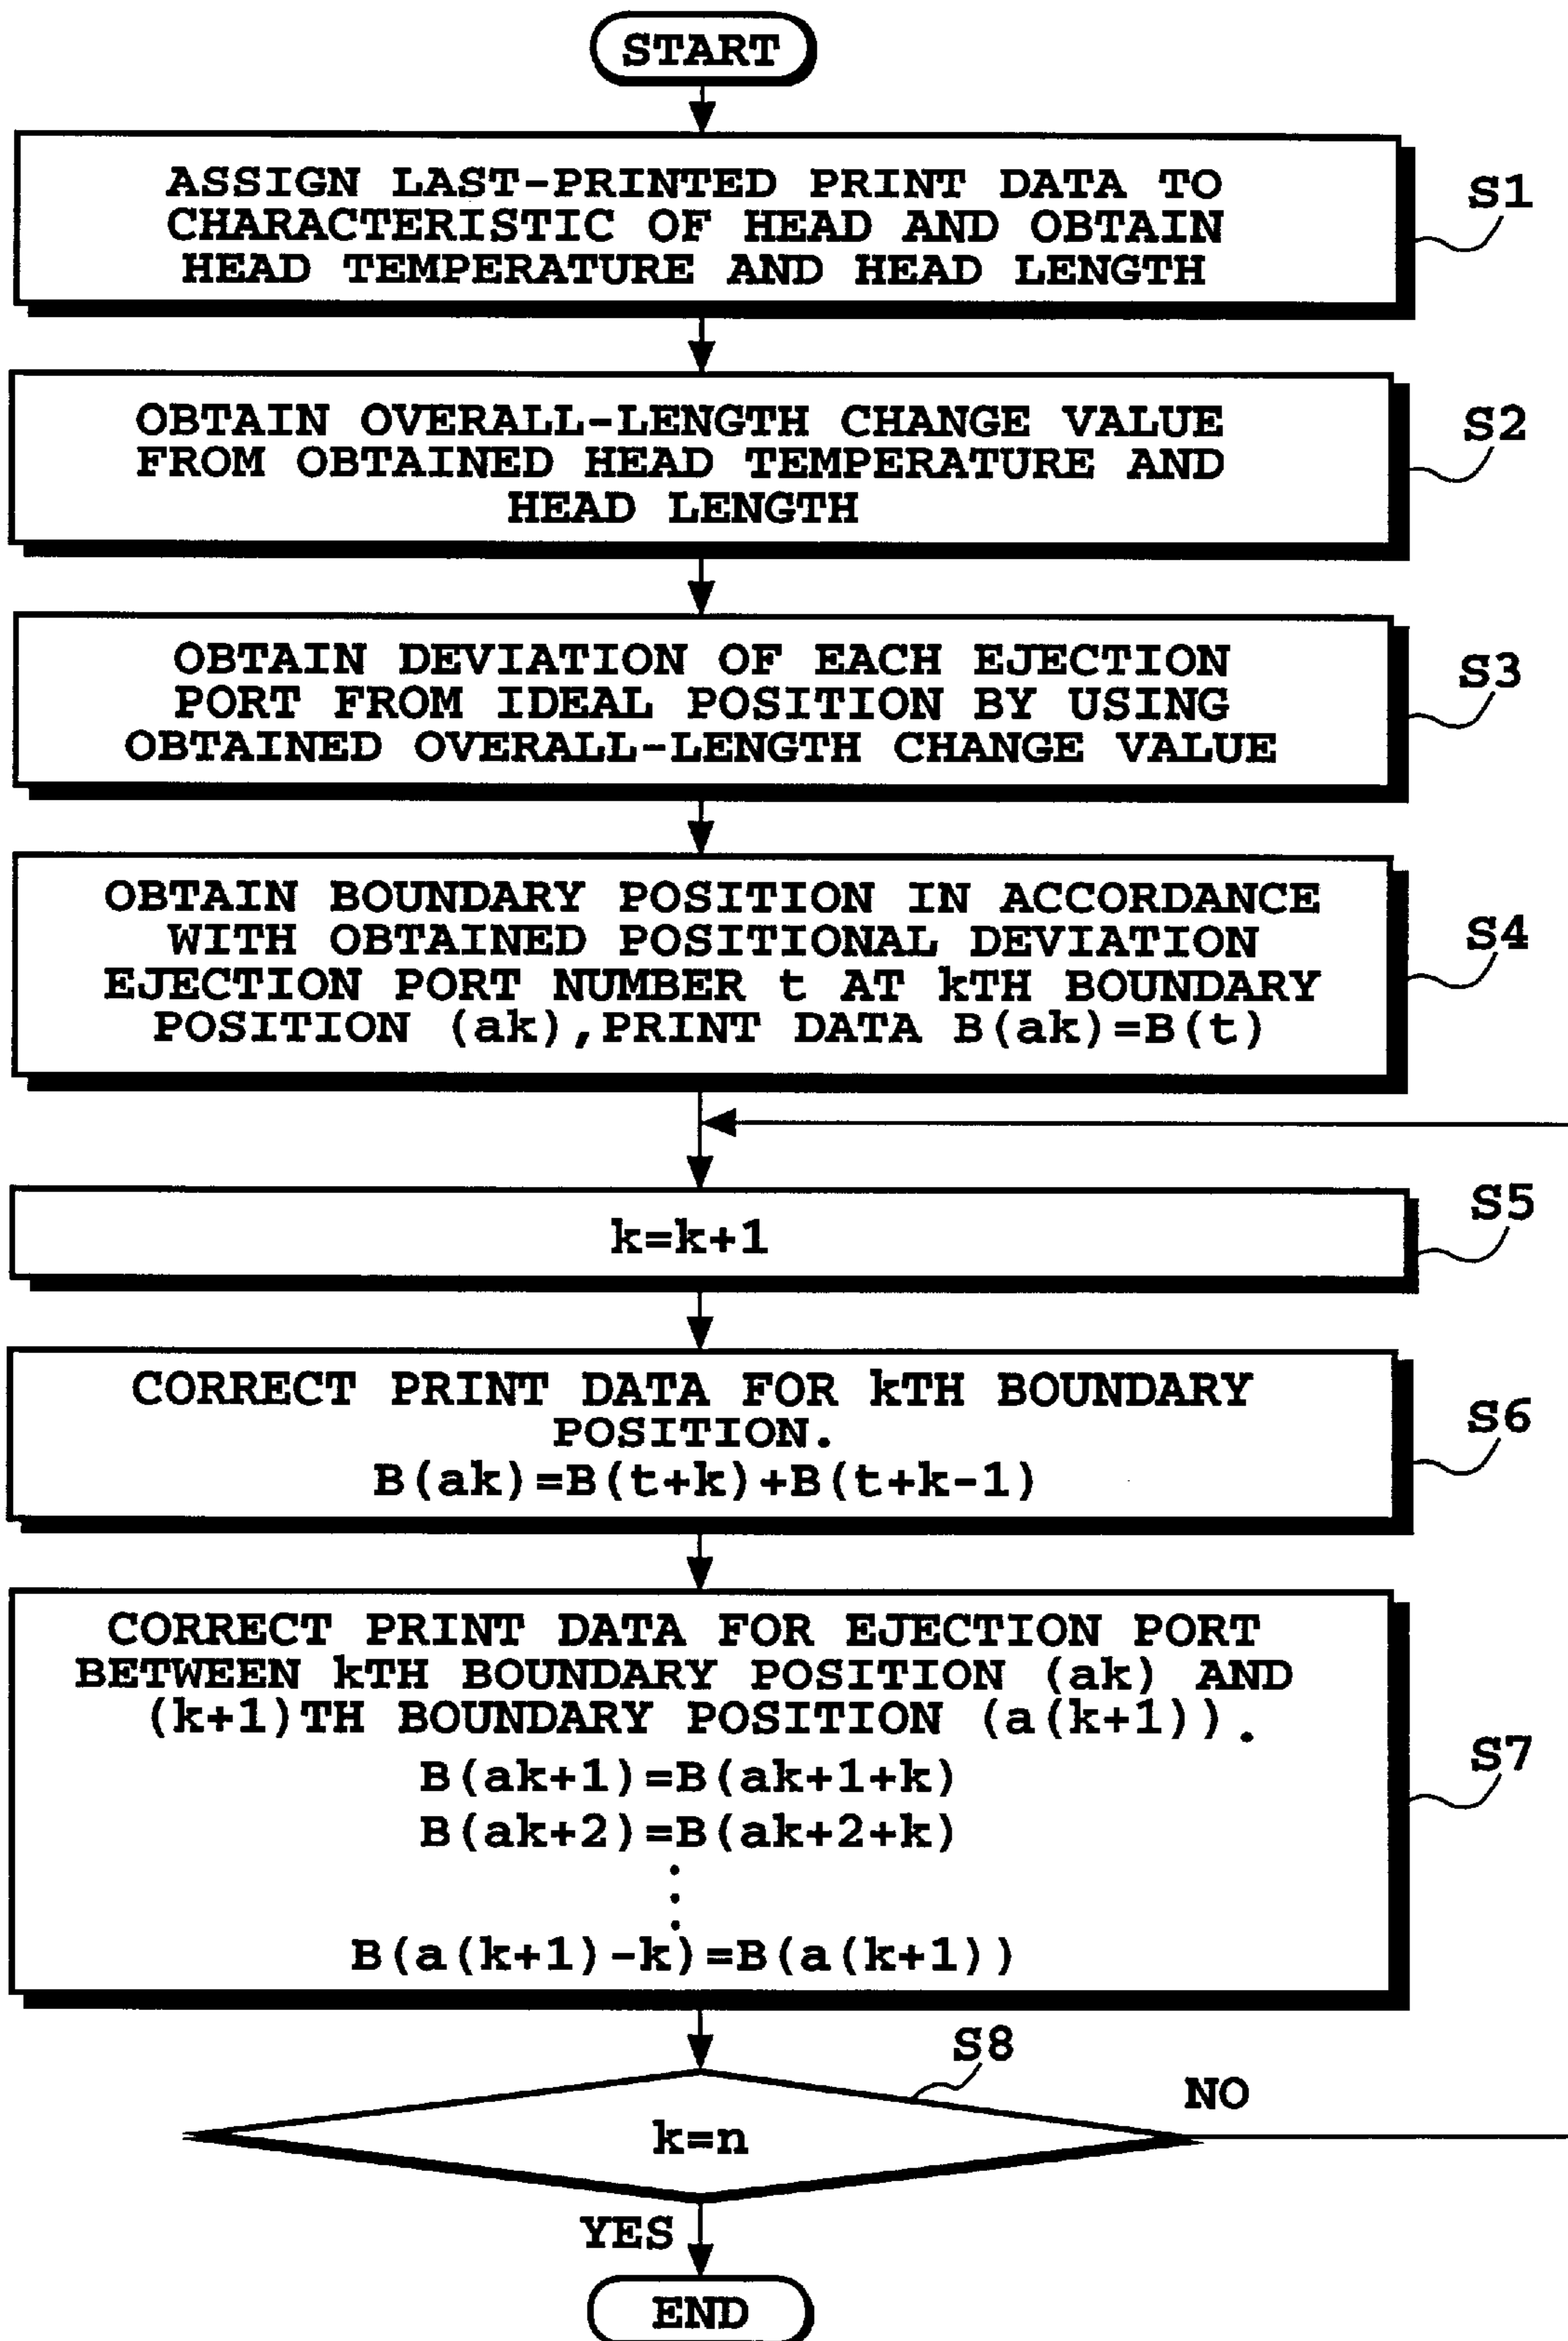 START
ASSIGN LAST-PRINTED PRINT DATA TO
CHARACTERISTIC OF HEAD AND OBTAIN
HEAD TEMPERATURE AND HEAD LENGTH
S1
OBTAIN OVERALL-LENGTH CHANGE VALUE
FROM OBTAINED HEAD TEMPERATURE AND
HEAD LENGTH
S2
OBTAIN DEVIATION OF EACH EJECTION
PORT FROM IDEAL POSITION BY USING
OBTAINED OVERALL-LENGTH CHANGE VALUE
S3
OBTAIN BOUNDARY POSITION IN ACCORDANCE
WITH OBTAINED POSITIONAL DEVIATION
EJECTION PORT NUMBER t AT kTH BOUNDARY
POSITION (ak),PRINT DATA B(ak)=B(t)
S4
k=k+1
S5
CORRECT PRINT DATA FOR kTH BOUNDARY
POSITION.
B(ak)=B(t+k)+B(t+k-1)
S6
CORRECT PRINT DATA FOR EJECTION PORT
BETWEEN kTH BOUNDARY POSITION (ak) AND
(k+1)TH BOUNDARY POSITION (a(k+1)).
B(ak+1)=B(ak+1+k)
B(ak+2)=B(ak+2+k)
.
.
.
B(a(k+1)-k)=B(a(k+1))
S7
S8
k=n
NO
YES
END